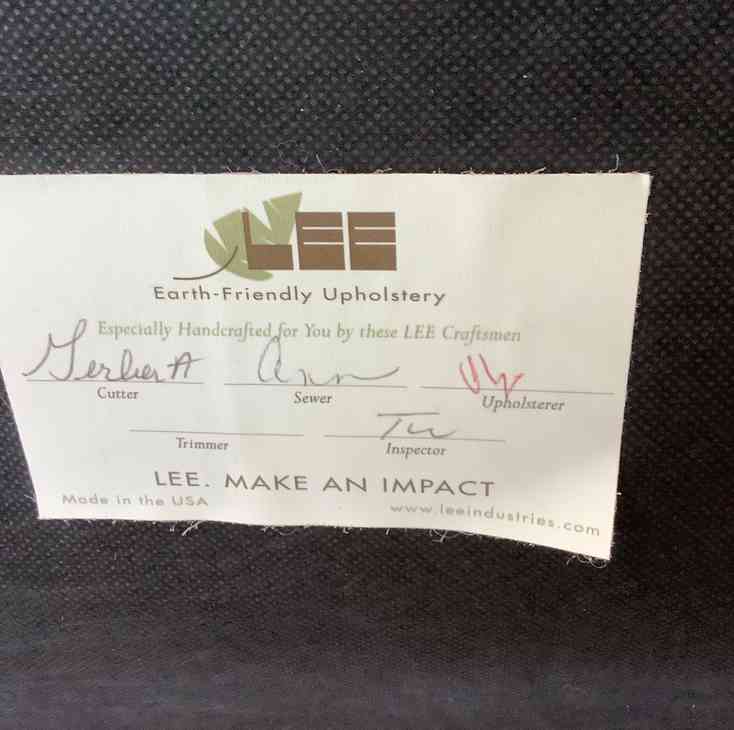 LEE
Earth-Friendly Upholstery
Especially Handcrafted for You by these LEE Craftsmen
Ann
Cutter Sewer Upholsterer
Trimmer Inspector
LEE. MAKE AN IMPACT
Made in the USA www.leeindustries.com